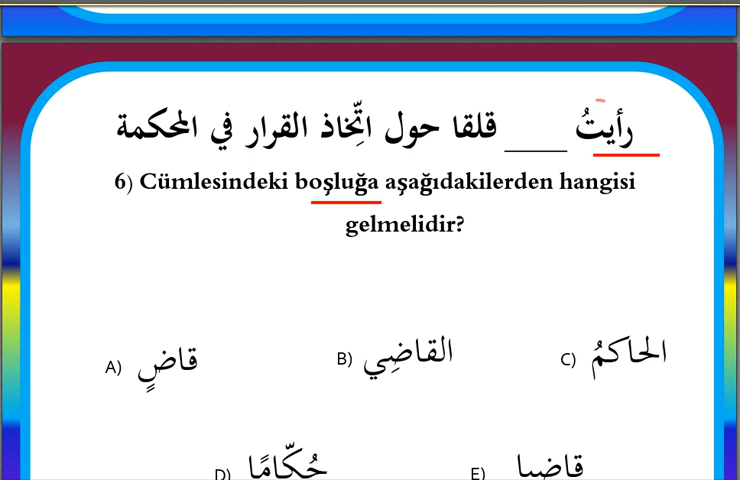 رأيتُ ____ قلقا حول اتِّخاذ القرار في المحكمة
6) Cümlesindeki boşluğa aşağıdakilerden hangisi
gelmelidir?
A) قاضٍ B) القاضِي C) الحاكمُ
D) حُكّامًا E) قاضيا